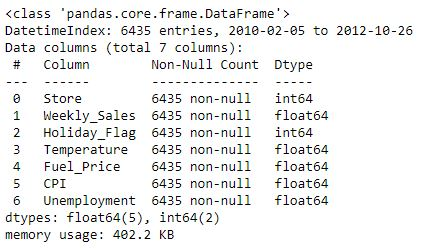 <class 'pandas.core.frame.DataFrame'>
DatetimeIndex: 6435 entries, 2010-02-05 to 2012-10-26
Data columns (total 7 columns):
 #   Column        Non-Null Count  Dtype
---  ------        --------------  -----
 0   Store         6435 non-null   int64
 1   Weekly_Sales  6435 non-null   float64
 2   Holiday_Flag  6435 non-null   int64
 3   Temperature   6435 non-null   float64
 4   Fuel_Price    6435 non-null   float64
 5   CPI           6435 non-null   float64
 6   Unemployment  6435 non-null   float64
dtypes: float64(5), int64(2)
memory usage: 402.2 KB